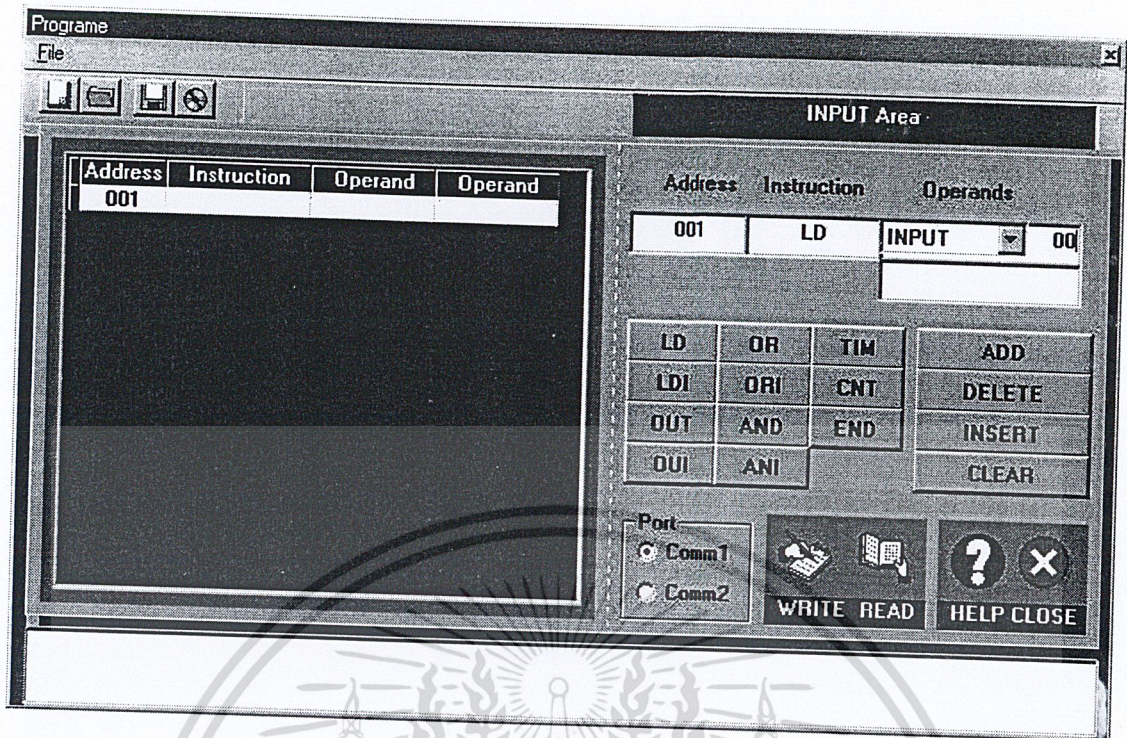 Programe
File
INPUT Area
Address Instruction Operand Operand
001
Address Instruction Operands
001 LD INPUT 00
LD OR TIM ADD
LDI ORI CNT DELETE
OUT AND END INSERT
OUI ANI CLEAR
Port
Comm1
Comm2
WRITE READ
HELP CLOSE